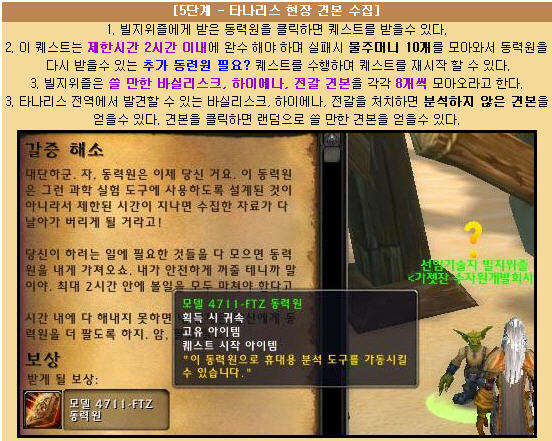 [5단계 - 타나리스 현장 견본 수집]
1. 빌지위즐에게 받은 동력원을 클릭하면 퀘스트를 받을수 있다.
2. 이 퀘스트는 제한시간 2시간 이내에 완수 해야 하며 실패시 물주머니 10개를 모아와서 동력원을
다시 받을수 있는 추가 동련원 필요? 퀘스트를 수행하며 퀘스트를 재시작 할 수 있다.
3. 빌지위즐은 쓸 만한 바실리스크, 하이에나, 전갈 견본을 각각 8개씩 모아오라고 한다.
3. 타나리스 전역에서 발견할 수 있는 바실리스크, 하이에나, 전갈을 처치하면 분석하지 않은 견본을
얻을수 있다. 견본을 클릭하면 랜덤으로 쓸 만한 견본을 얻을수 있다.
갈증 해소
대단하군. 자, 동력원은 이제 당신 거요. 이 동력원
은 그런 과학 실험 도구에 사용하도록 설계된 것이
아니라서 제한된 시간이 지나면 수집한 자료가 다
날아가 버리게 될 거라고!
당신이 하려는 일에 필요한 것들을 다 모으면 동력
원을 내게 가져오쇼. 내가 안전하게 꺼줄 테니까 말
이야. 최대 2시간 안에 볼일을 모두 마쳐야 한다고
시간 내에 다 해내지 못하면
원을 더 팔도록 하지. 암,
보상
받게 될 보상:
모델 4711-FTZ
동력원
모델 4711-FTZ 동력원
획득 시 귀속
고유 아이템
퀘스트 시작 아이템
"이 동력원으로 휴대용 분석 도구를 가동시킬
수 있습니다."
선임기술자 빌지위즐
<가젯잔 수자원개발회사